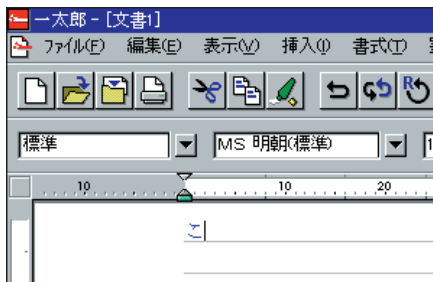 一太郎 - [文書1]
ファイル(F) 編集(E) 表示(V) 挿入(I) 書式(T)
R
標準 MS 明朝(標準) 1
10 10 20
こ